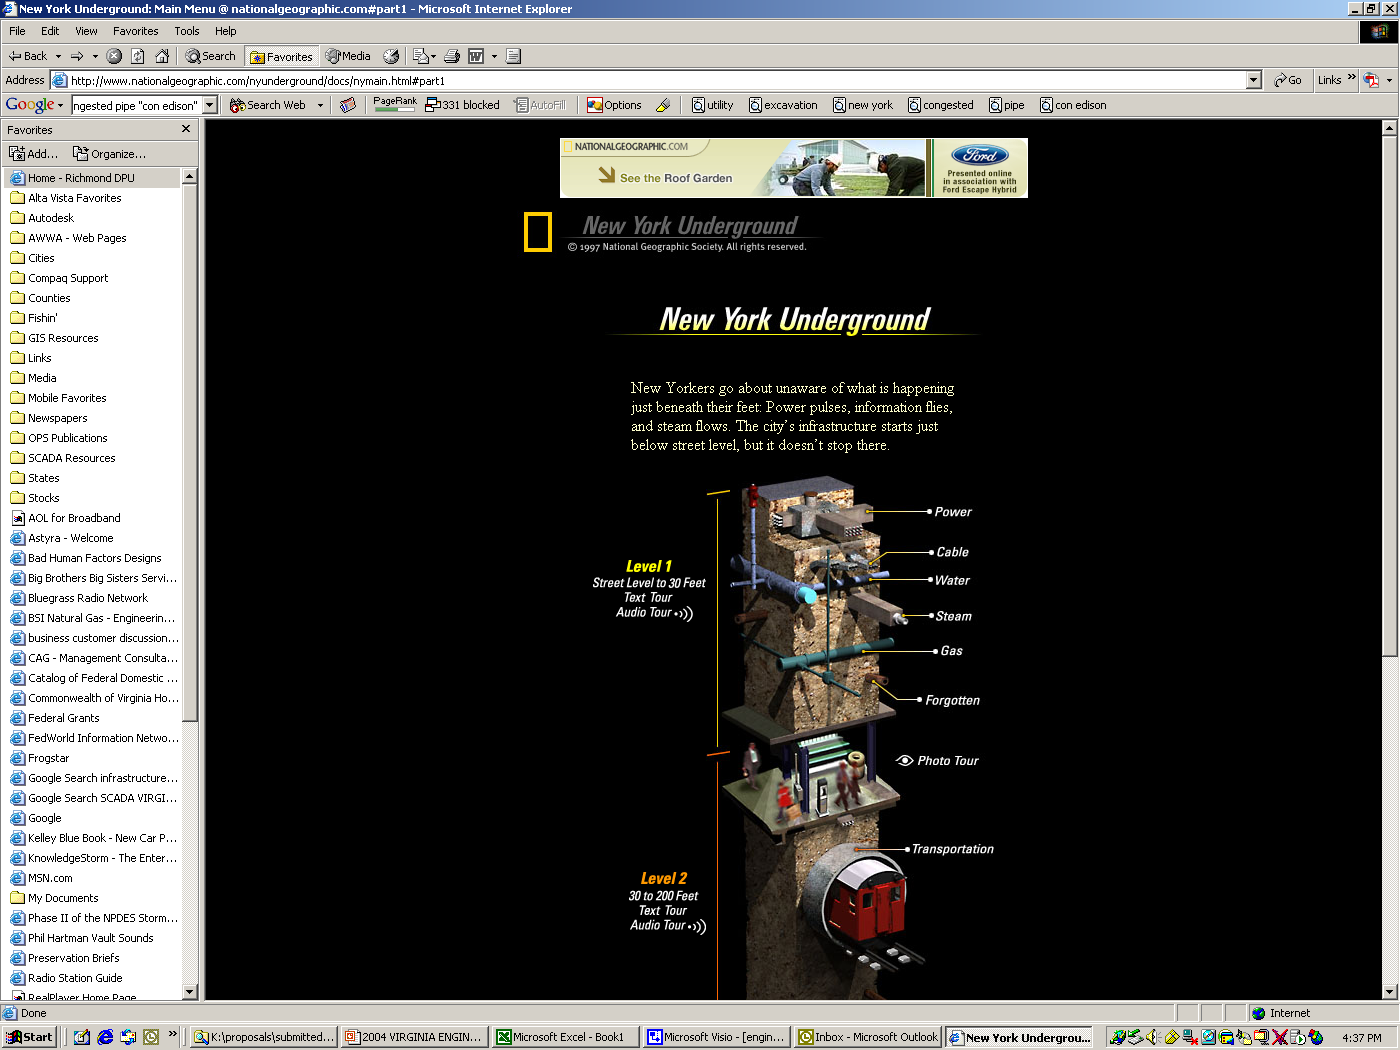 New York Underground: Main Menu @ nationalgeographic.com#part1 - Microsoft Internet Explorer
File Edit View Favorites Tools Help
Back Search Favorites Media
Address http://www.nationalgeographic.com/nyunderground/docs/nymain.html#part1 Go Links »
Google ngested pipe "con edison" Search Web PageRank 331 blocked AutoFill Options utility excavation new york congested pipe con edison
Favorites
Add... Organize...
Home - Richmond DPU
Alta Vista Favorites
Autodesk
AWWA - Web Pages
Cities
Compaq Support
Counties
Fishin'
GIS Resources
Links
Media
Mobile Favorites
Newspapers
OPS Publications
SCADA Resources
States
Stocks
AOL for Broadband
Astyra - Welcome
Bad Human Factors Designs
Big Brothers Big Sisters Servi...
Bluegrass Radio Network
BSI Natural Gas - Engineerin...
business customer discussion...
CAG - Management Consulta...
Catalog of Federal Domestic ...
Commonwealth of Virginia Ho...
Federal Grants
FedWorld Information Netwo...
Frogstar
Google Search infrastructure...
Google Search SCADA VIRGI...
Google
Kelley Blue Book - New Car P...
KnowledgeStorm - The Enter...
MSN.com
My Documents
Phase II of the NPDES Storm...
Phil Hartman Vault Sounds
Preservation Briefs
Radio Station Guide
RealPlayer Home Page
NATIONALGEOGRAPHIC.COM
See the Roof Garden
Ford
Presented online
in association with
Ford Escape Hybrid
New York Underground
© 1997 National Geographic Society. All rights reserved.
New York Underground
New Yorkers go about unaware of what is happening
just beneath their feet: Power pulses, information flies,
and steam flows. The city's infrastructure starts just
below street level, but it doesn't stop there.
Power
Cable
Water
Steam
Gas
Forgotten
Level 1
Street Level to 30 Feet
Text Tour
Audio Tour
Photo Tour
Transportation
Level 2
30 to 200 Feet
Text Tour
Audio Tour
Done Internet
Start » K:\proposals\submitted... 2004 VIRGINIA ENGIN... Microsoft Excel - Book1 Microsoft Visio - [engin... Inbox - Microsoft Outlook New York Undergrou... 4:37 PM